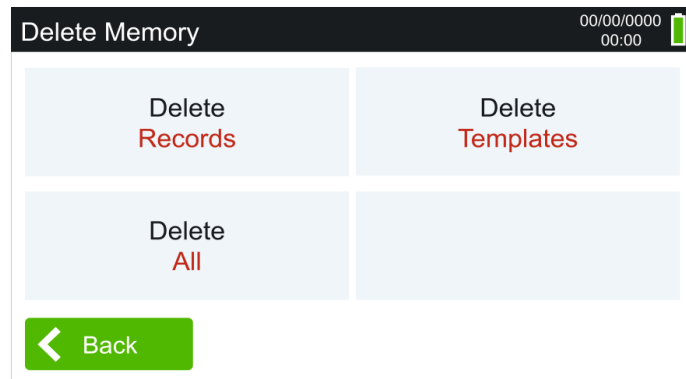 Delete Memory
00/00/0000
00:00
Delete
Records
Delete
Templates
Delete
All
Back